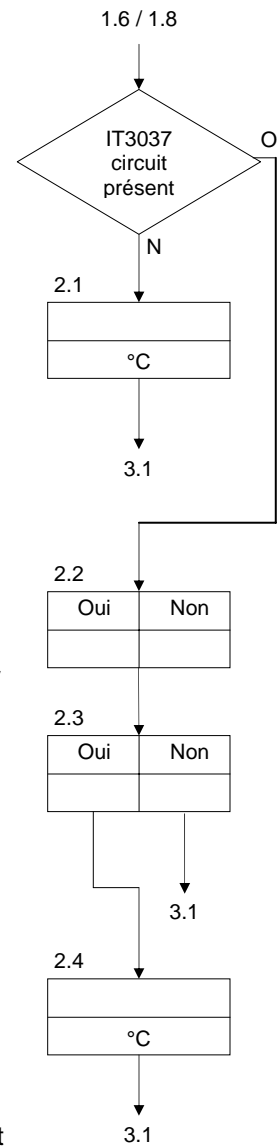 1.6 / 1.8
IT3037
circuit
présent
O
N
2.1
°C
3.1
2.2
Oui Non
2.3
Oui Non
3.1
2.4
°C
t
3.1